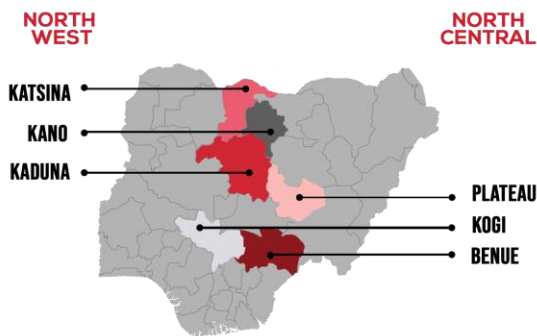 NORTH
WEST
NORTH
CENTRAL
KATSINA
KANO
KADUNA
PLATEAU
KOGI
BENUE